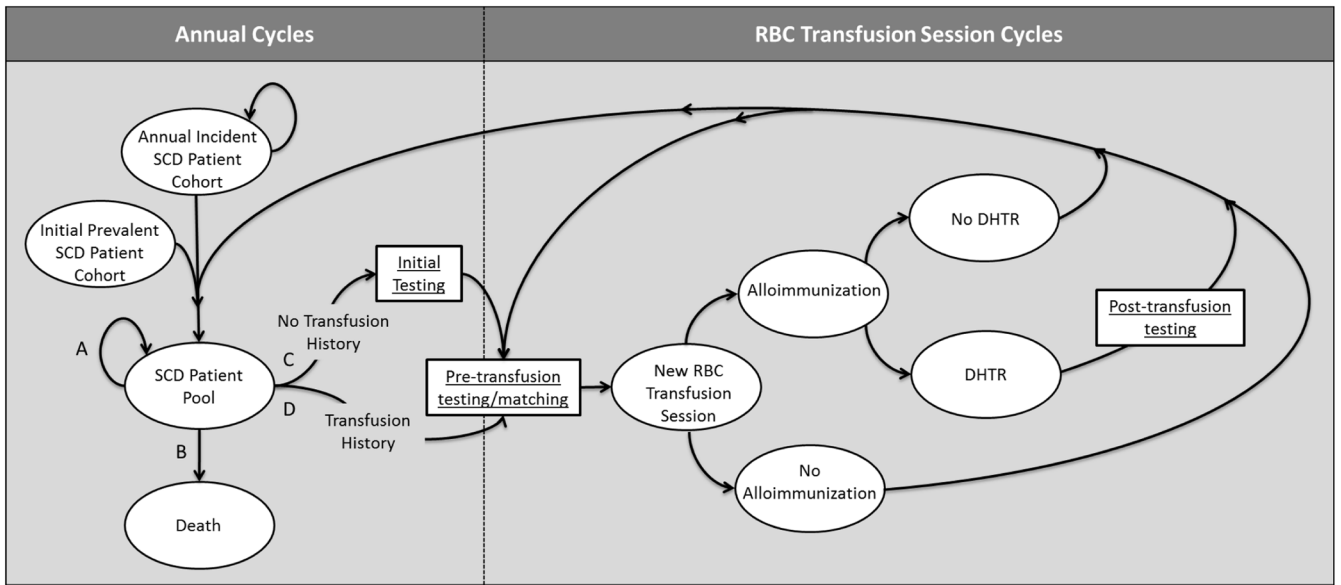 Annual Cycles
RBC Transfusion Session Cycles
Annual Incident
SCD Patient
Cohort
Initial Prevalent
SCD Patient
Cohort
A
SCD Patient
Pool
B
Death
C
No Transfusion
History
D
Transfusion
History
Initial
Testing
Pre-transfusion
testing/matching
New RBC
Transfusion
Session
Alloimmunization
No
Alloimmunization
No DHTR
DHTR
Post-transfusion
testing